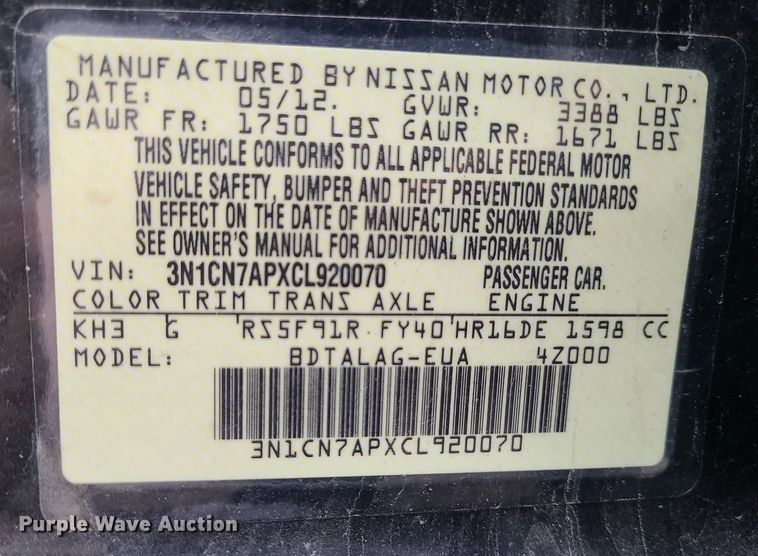 MANUFACTURED BY NISSAN MOTOR CO., LTD.
DATE: 05/12. GVWR: 3388 LBS
GAWR FR: 1750 LBS GAWR RR: 1671 LBS
THIS VEHICLE CONFORMS TO ALL APPLICABLE FEDERAL MOTOR
VEHICLE SAFETY, BUMPER AND THEFT PREVENTION STANDARDS
IN EFFECT ON THE DATE OF MANUFACTURE SHOWN ABOVE.
SEE OWNER'S MANUAL FOR ADDITIONAL INFORMATION.
VIN: 3N1CN7APXCL920070 PASSENGER CAR.
COLOR TRIM TRANS AXLE ENGINE
KH3 G RS5F91R FY40 HR16DE 1598 CC
MODEL: BDTALAG-EUA 4Z000
3N1CN7APXCL920070
Purple Wave Auction